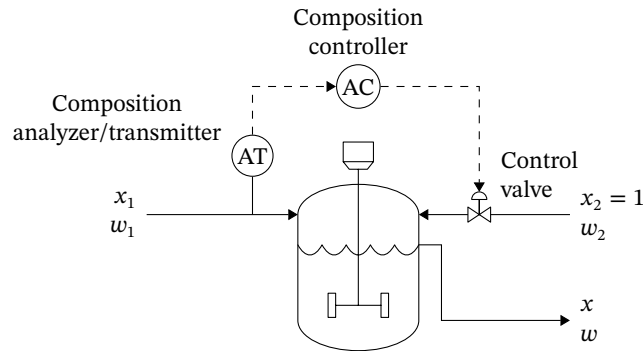 Composition
controller
AC
Composition
analyzer/transmitter
AT
Control
valve
x₁
w₁
x₂ = 1
w₂
x
w